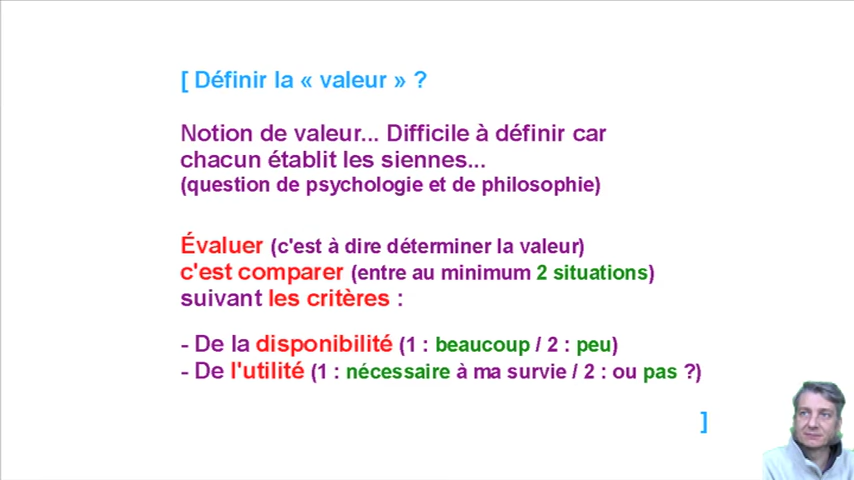 [ Définir la « valeur » ?
Notion de valeur... Difficile à définir car
chacun établit les siennes...
(question de psychologie et de philosophie)
Évaluer (c'est à dire déterminer la valeur)
c'est comparer (entre au minimum 2 situations)
suivant les critères :
- De la disponibilité (1 : beaucoup / 2 : peu)
- De l'utilité (1 : nécessaire à ma survie / 2 : ou pas ?)
]